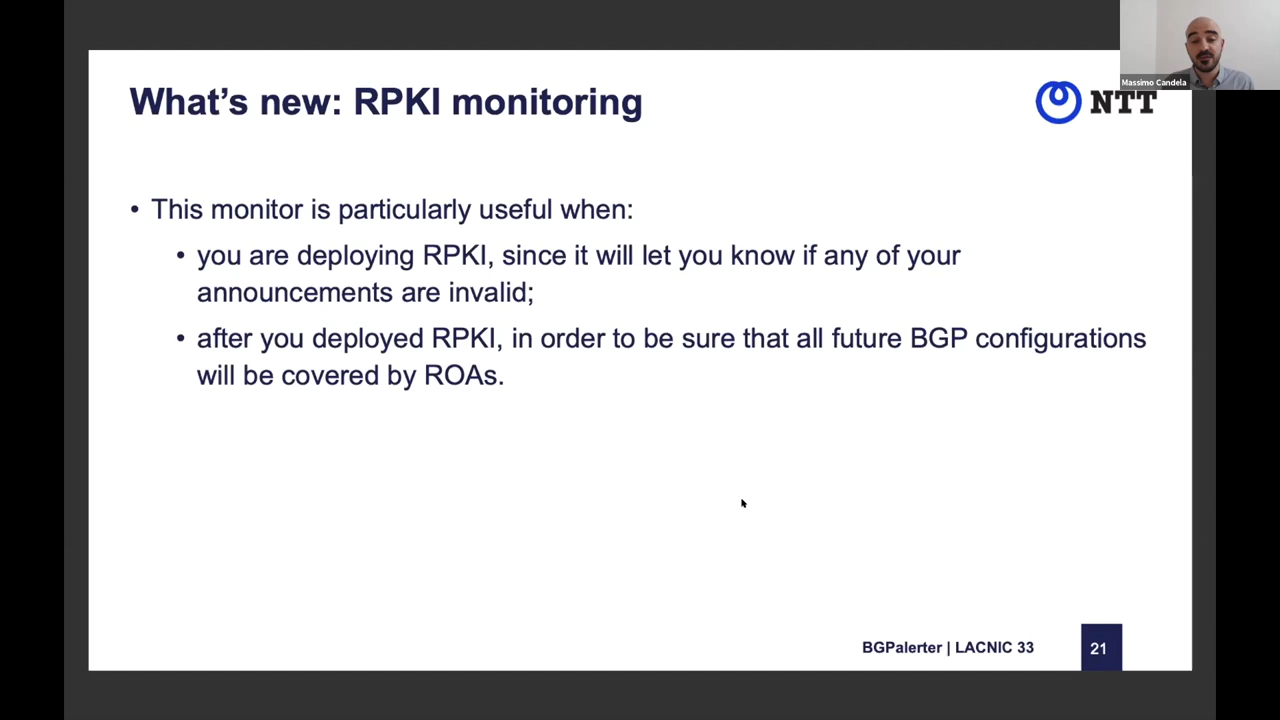 Massimo Candela
What's new: RPKI monitoring
NTT
• This monitor is particularly useful when:
• you are deploying RPKI, since it will let you know if any of your
announcements are invalid;
• after you deployed RPKI, in order to be sure that all future BGP configurations
will be covered by ROAs.
BGPalerter | LACNIC 33
21